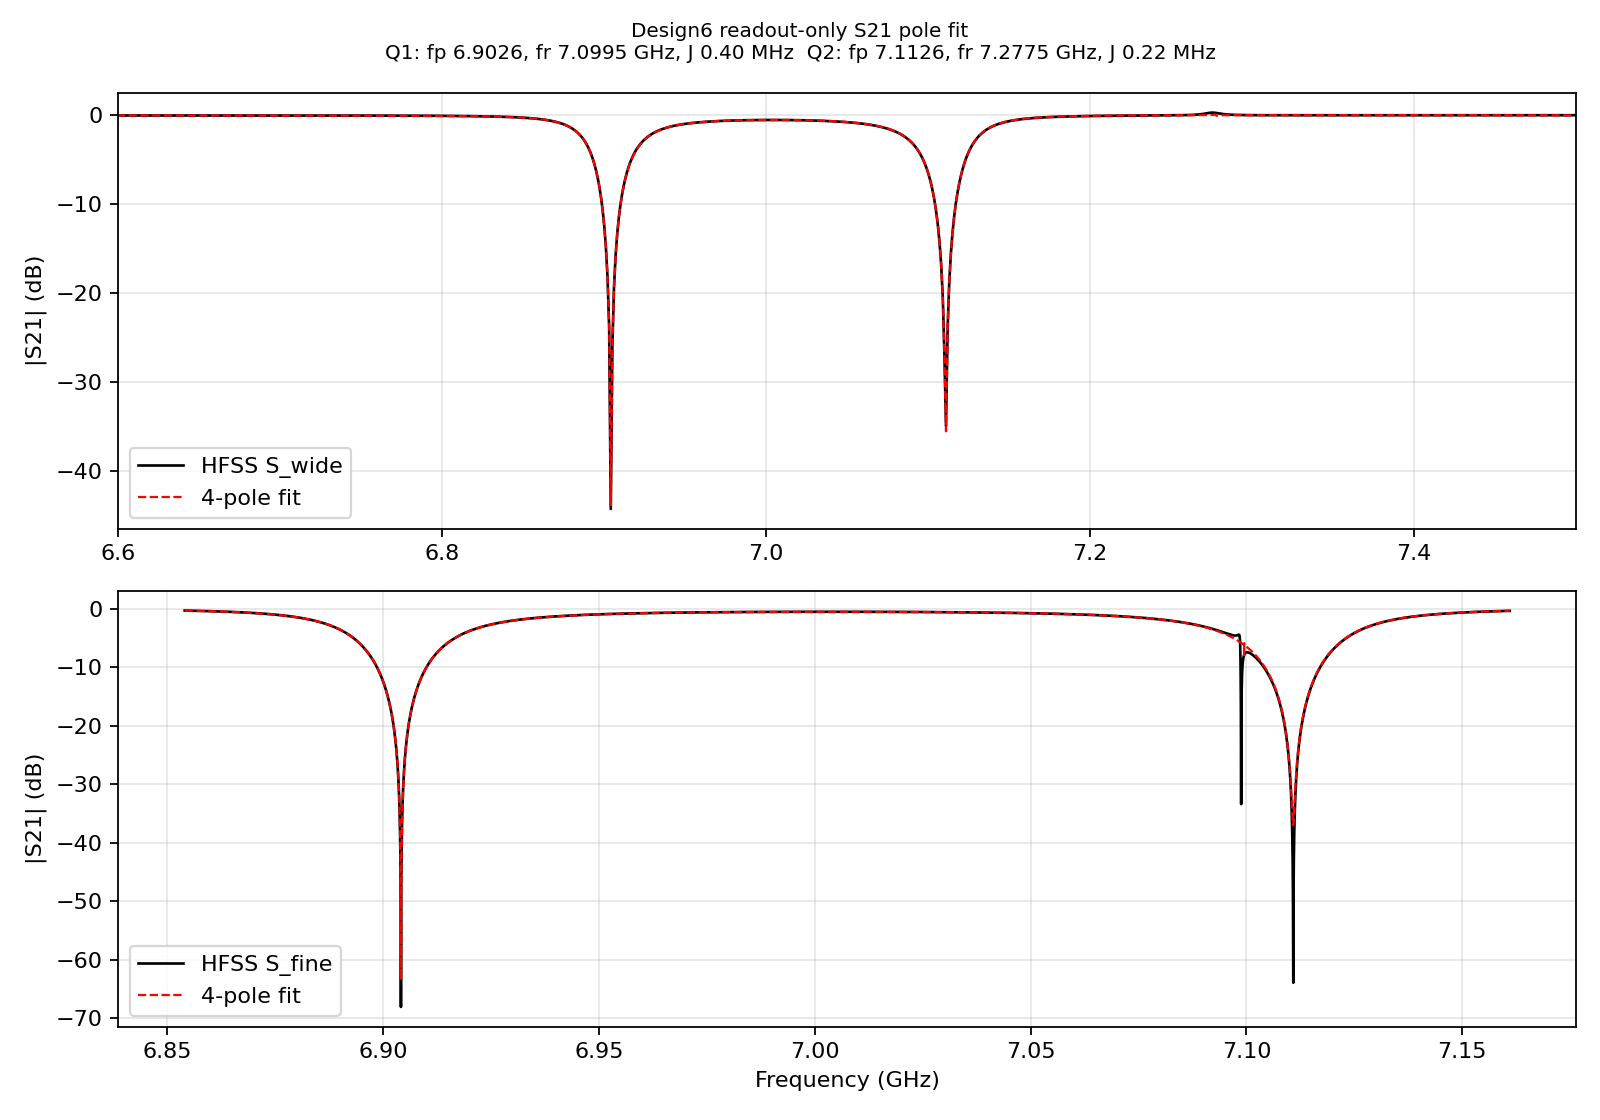 Design6 readout-only S21 pole fit
Q1: fp 6.9026, fr 7.0995 GHz, J 0.40 MHz  Q2: fp 7.1126, fr 7.2775 GHz, J 0.22 MHz
0
−10
−20
−30
−40
|S21| (dB)
HFSS S_wide
4-pole fit
6.6
6.8
7.0
7.2
7.4
0
−10
−20
−30
−40
−50
−60
−70
|S21| (dB)
HFSS S_fine
4-pole fit
6.85
6.90
6.95
7.00
7.05
7.10
7.15
Frequency (GHz)